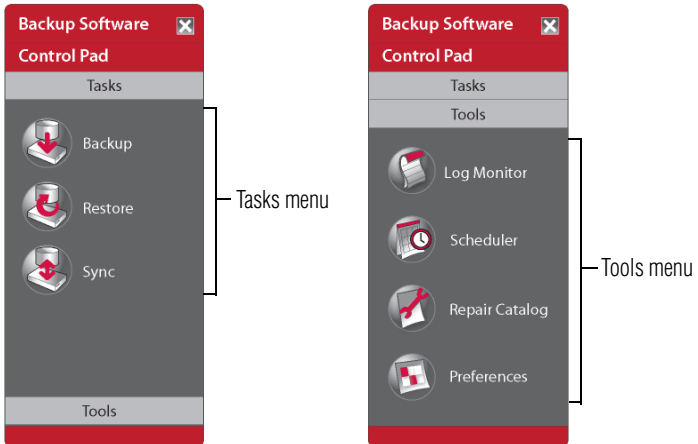 Backup Software
Control Pad
Tasks
Backup
Restore
Sync
Tools
Tasks menu
Backup Software
Control Pad
Tasks
Tools
Log Monitor
Scheduler
Repair Catalog
Preferences
Tools menu